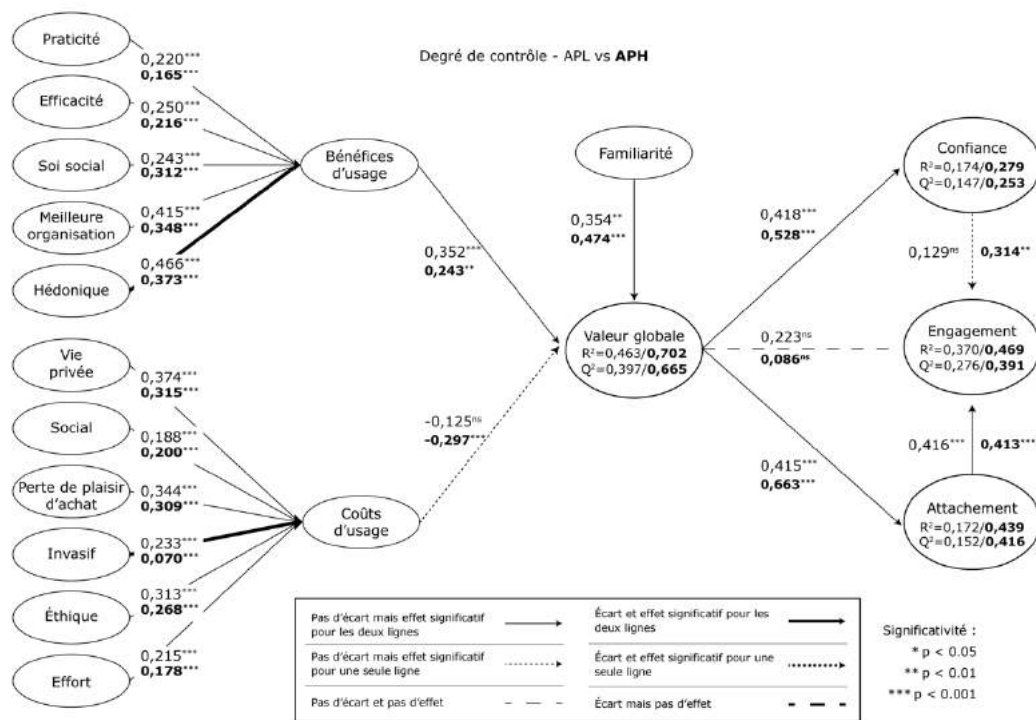 Degré de contrôle - APL vs APH
Praticité
0,220***
0,165***
Efficacité
0,250***
0,216***
Soi social
0,243***
0,312***
Meilleure
organisation
0,415***
0,348***
Hédonique
0,466***
0,373***
Bénéfices
d'usage
0,352***
0,243**
Vie
privée
0,374***
0,315***
Social
0,188***
0,200***
Perte de plaisir
d'achat
0,344***
0,309***
Invasif
0,233***
0,070***
Éthique
0,313***
0,268***
Effort
0,215***
0,178***
Coûts
d'usage
-0,125ns
-0,297***
Familiarité
0,354**
0,474***
Valeur globale
R²=0,463/0,702
Q²=0,397/0,665
0,418***
0,528***
0,223ns
0,086ns
0,415***
0,663***
Confiance
R²=0,174/0,279
Q²=0,147/0,253
0,129ns 0,314**
Engagement
R²=0,370/0,469
Q²=0,276/0,391
0,416*** 0,413***
Attachement
R²=0,172/0,439
Q²=0,152/0,416
Pas d'écart mais effet significatif
pour les deux lignes
Écart et effet significatif pour les
deux lignes
Pas d'écart mais effet significatif
pour une seule ligne
Écart et effet significatif pour une
seule ligne
Pas d'écart et pas d'effet
Écart mais pas d'effet
Significativité :
* p < 0.05
** p < 0.01
*** p < 0.001